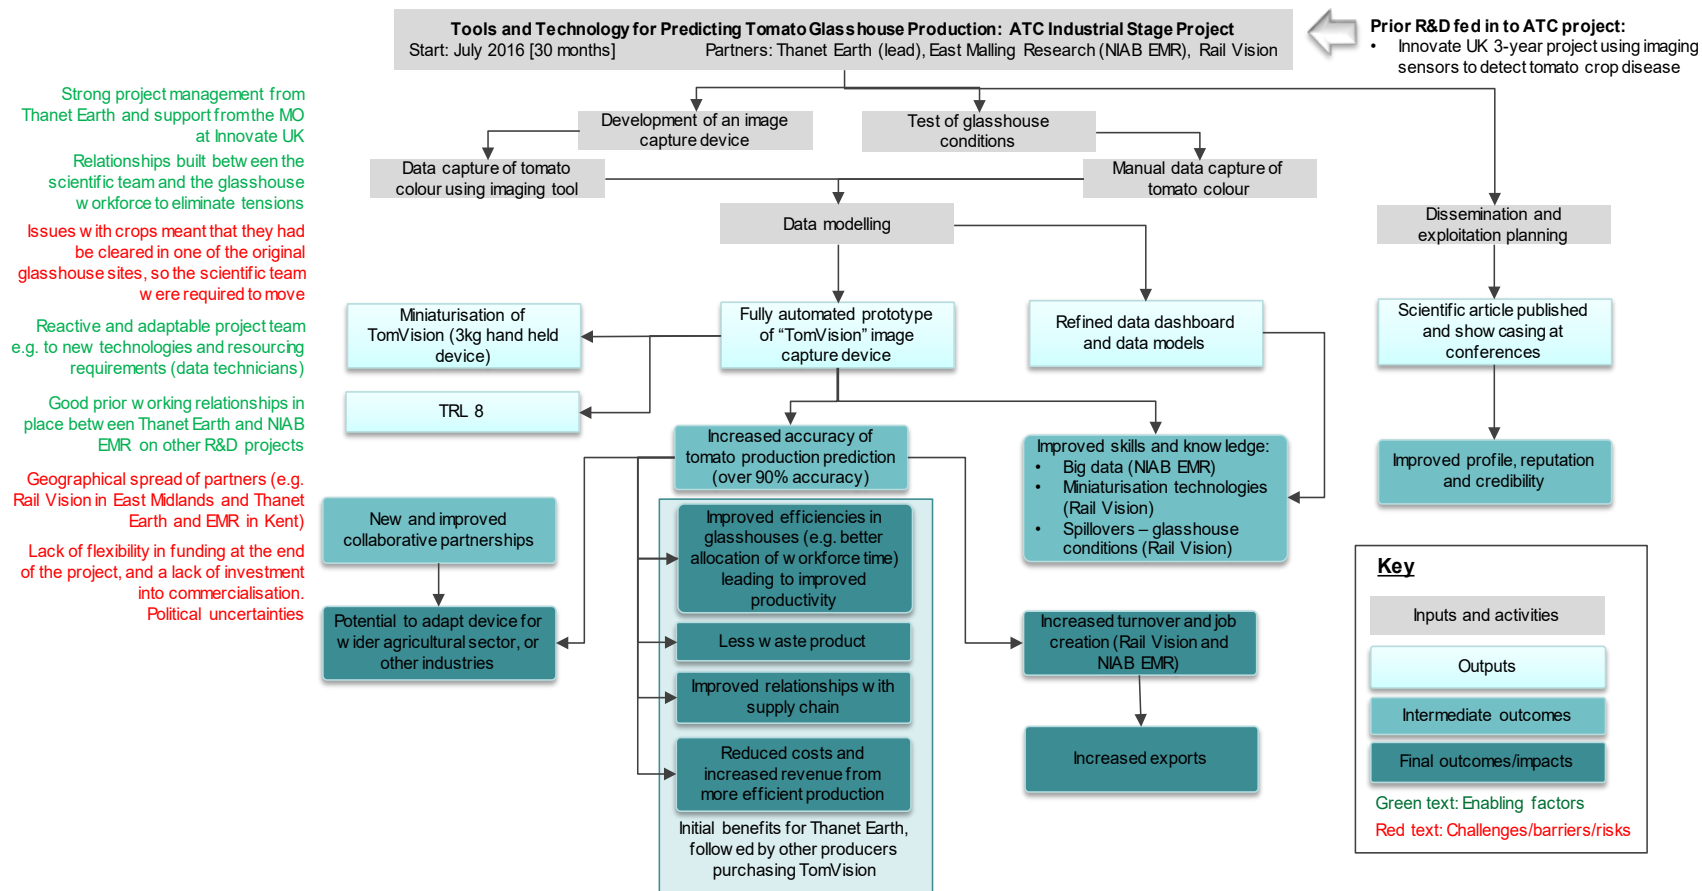 Tools and Technology for Predicting Tomato Glasshouse Production: ATC Industrial Stage Project
Start: July 2016 [30 months] Partners: Thanet Earth (lead), East Malling Research (NIAB EMR), Rail Vision
Prior R&D fed in to ATC project:
• Innovate UK 3-year project using imaging
sensors to detect tomato crop disease
Strong project management from
Thanet Earth and support from the MO
at Innovate UK
Relationships built between the
scientific team and the glasshouse
workforce to eliminate tensions
Issues with crops meant that they had
be cleared in one of the original
glasshouse sites, so the scientific team
were required to move
Reactive and adaptable project team
e.g. to new technologies and resourcing
requirements (data technicians)
Good prior working relationships in
place between Thanet Earth and NIAB
EMR on other R&D projects
Geographical spread of partners (e.g.
Rail Vision in East Midlands and Thanet
Earth and EMR in Kent)
Lack of flexibility in funding at the end
of the project, and a lack of investment
into commercialisation.
Political uncertainties
Development of an image
capture device
Test of glasshouse
conditions
Data capture of tomato
colour using imaging tool
Manual data capture of
tomato colour
Data modelling
Dissemination and
exploitation planning
Miniaturisation of
TomVision (3kg hand held
device)
Fully automated prototype
of “TomVision” image
capture device
Refined data dashboard
and data models
Scientific article published
and show casing at
conferences
TRL 8
Increased accuracy of
tomato production prediction
(over 90% accuracy)
Improved skills and knowledge:
• Big data (NIAB EMR)
• Miniaturisation technologies
(Rail Vision)
• Spillovers – glasshouse
conditions (Rail Vision)
Improved profile, reputation
and credibility
New and improved
collaborative partnerships
Potential to adapt device for
wider agricultural sector, or
other industries
Improved efficiencies in
glasshouses (e.g. better
allocation of workforce time)
leading to improved
productivity
Less waste product
Improved relationships with
supply chain
Reduced costs and
increased revenue from
more efficient production
Initial benefits for Thanet Earth,
followed by other producers
purchasing TomVision
Increased turnover and job
creation (Rail Vision and
NIAB EMR)
Increased exports
Key
Inputs and activities
Outputs
Intermediate outcomes
Final outcomes/impacts
Green text: Enabling factors
Red text: Challenges/barriers/risks